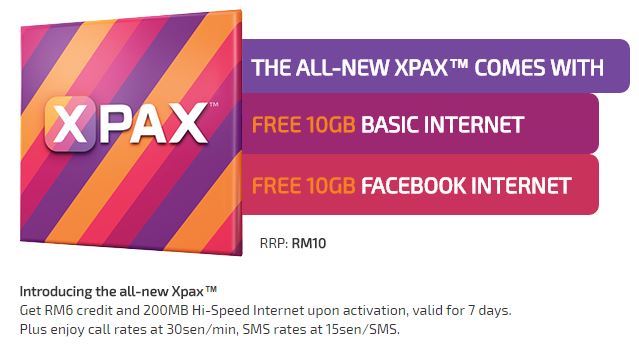 XPAX™
THE ALL-NEW XPAX™ COMES WITH
FREE 10GB BASIC INTERNET
FREE 10GB FACEBOOK INTERNET
RRP: RM10
Introducing the all-new Xpax™
Get RM6 credit and 200MB Hi-Speed Internet upon activation, valid for 7 days.
Plus enjoy call rates at 30sen/min, SMS rates at 15sen/SMS.